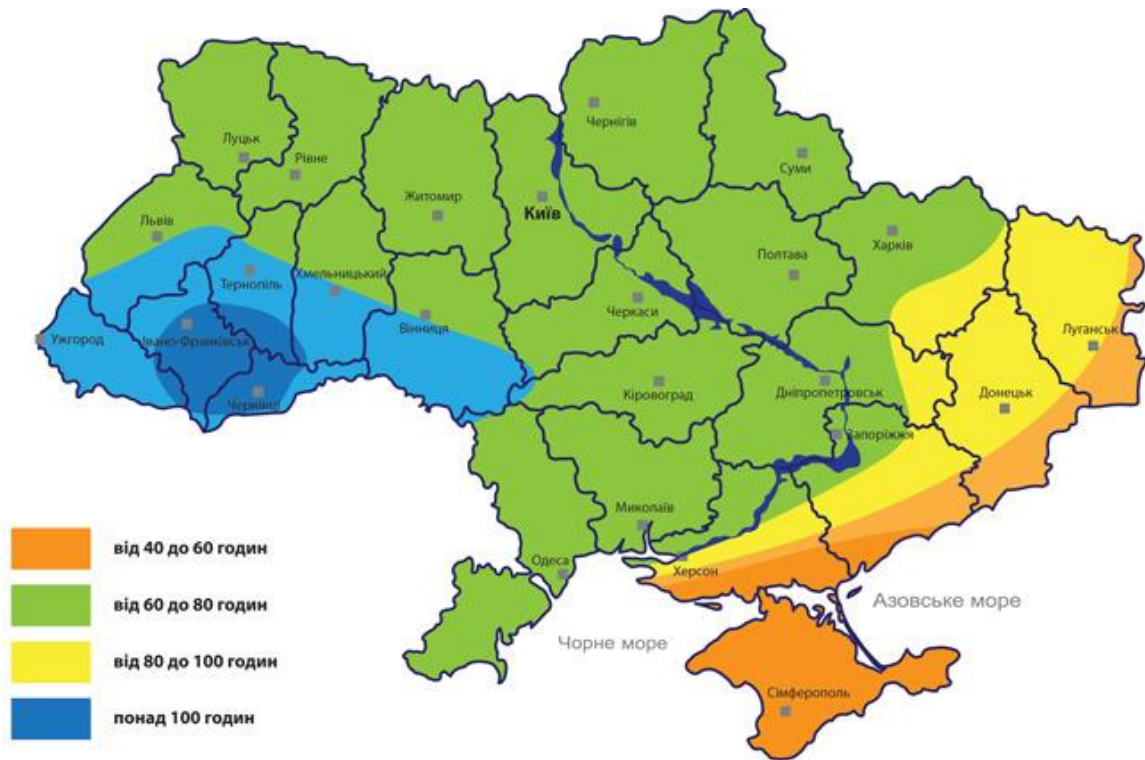 Чернігів
Луцьк
Рівне
Суми
Житомир
Київ
Львів
Харків
Полтава
Тернопіль
Хмельницький
Черкаси
Вінниця
Ужгород
Івано-Франківськ
Луганськ
Кіровоград
Дніпропетровськ
Донецьк
Чернівці
Запоріжжя
Миколаїв
Одеса
Херсон
Азовське море
Чорне море
Сімферополь
від 40 до 60 годин
від 60 до 80 годин
від 80 до 100 годин
понад 100 годин